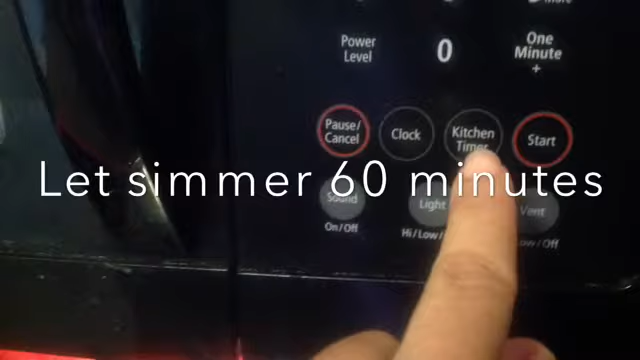 Power
Level
0
One
Minute
+
Pause/
Cancel
Clock
Kitchen
Timer
Start
Let simmer 60 minutes
Sound
Light
Vent
On/Off
Hi/Low/
Low/Off